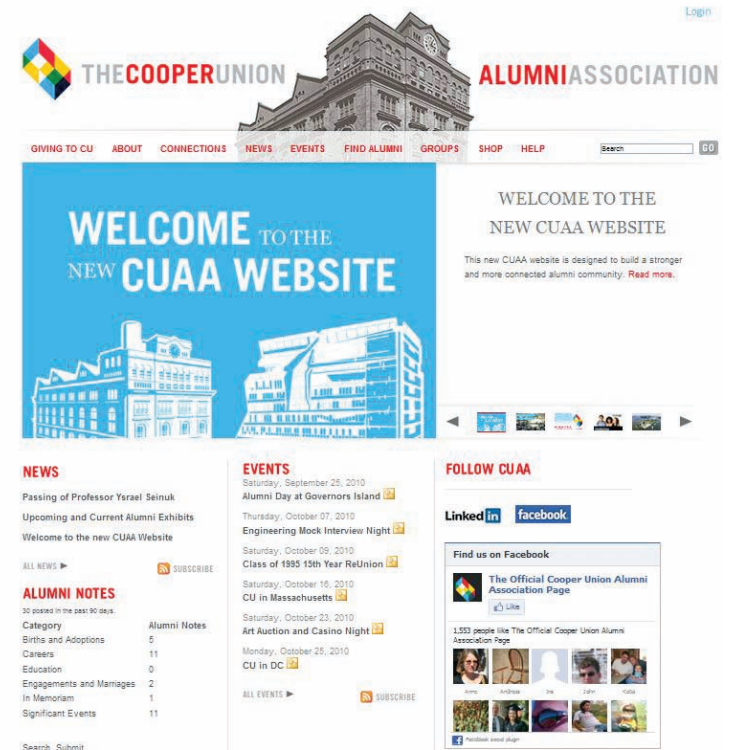 Login
THECOOPERUNION
ALUMNIASSOCIATION
GIVING TO CU ABOUT CONNECTIONS NEWS EVENTS FIND ALUMNI GROUPS SHOP HELP Search GO
WELCOME TO THE
NEW CUAA WEBSITE
WELCOME TO THE
NEW CUAA WEBSITE
This new CUAA website is designed to build a stronger
and more connected alumni community. Read more.
NEWS
Passing of Professor Ysrael Seinuk
Upcoming and Current Alumni Exhibits
Welcome to the new CUAA Website
ALL NEWS ► SUBSCRIBE
ALUMNI NOTES
30 posted in the past 90 days.
Category Alumni Notes
Births and Adoptions 5
Careers 11
Education 0
Engagements and Marriages 2
In Memoriam 1
Significant Events 11
Search Submit
EVENTS
Saturday, September 25, 2010
Alumni Day at Governors Island
Thursday, October 07, 2010
Engineering Mock Interview Night
Saturday, October 09, 2010
Class of 1995 15th Year ReUnion
Saturday, October 16, 2010
CU in Massachusetts
Saturday, October 23, 2010
Art Auction and Casino Night
Monday, October 25, 2010
CU in DC
ALL EVENTS ► SUBSCRIBE
FOLLOW CUAA
Linked in facebook
Find us on Facebook
The Official Cooper Union Alumni
Association Page
Like
1,553 people like The Official Cooper Union Alumni
Association Page
Andreas John
Facebook social plugin